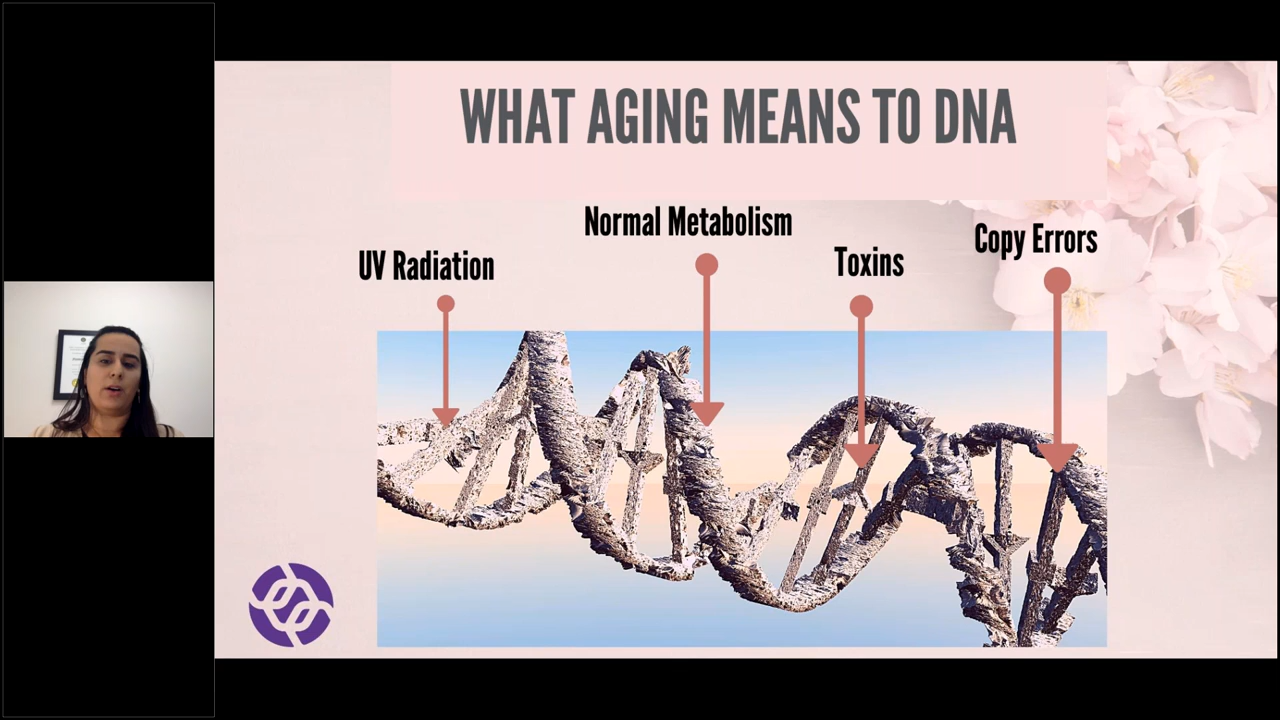 WHAT AGING MEANS TO DNA
Normal Metabolism
Copy Errors
UV Radiation
Toxins